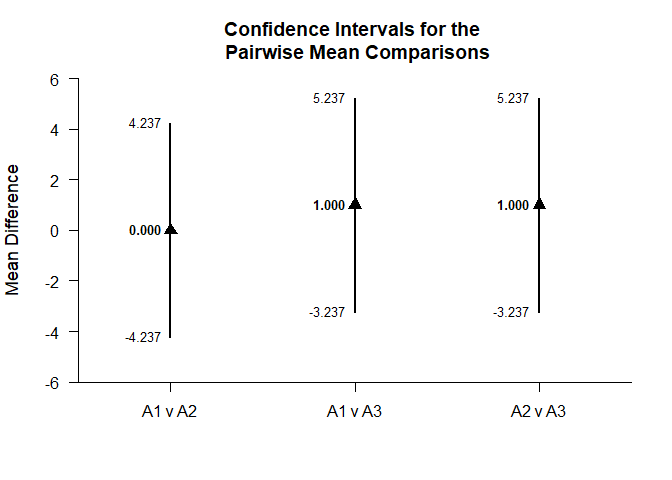 Confidence Intervals for the
Pairwise Mean Comparisons
Mean Difference
6
4
2
0
-2
-4
-6
4.237
0.000
-4.237
5.237
1.000
-3.237
5.237
1.000
-3.237
A1 v A2
A1 v A3
A2 v A3